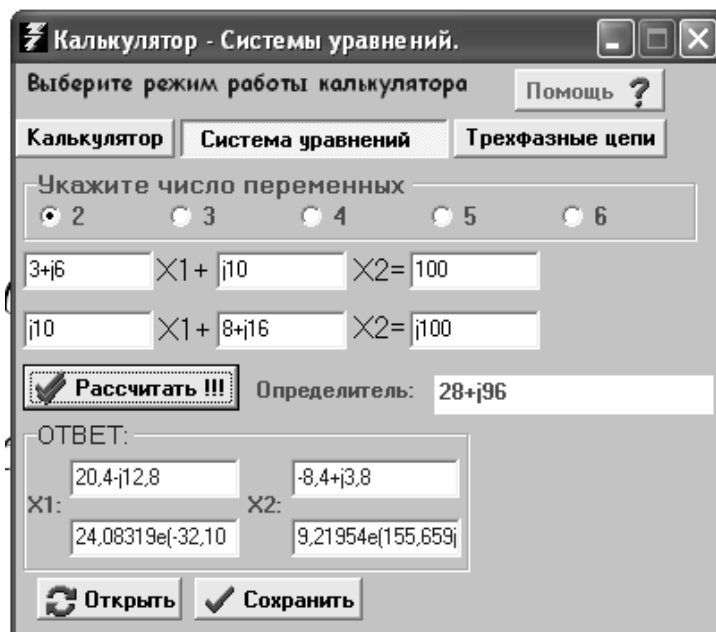 Калькулятор - Системы уравнений.
Выберите режим работы калькулятора
Помощь ?
Калькулятор Система уравнений Трехфазные цепи
Укажите число переменных
2 3 4 5 6
3+j6 X1+ j10 X2= 100
j10 X1+ 8+j16 X2= j100
Рассчитать !!! Определитель: 28+j96
ОТВЕТ:
20,4-j12,8 -8,4+j3,8
X1: X2:
24,08319e(-32,10 9,21954e(155,659j
Открыть Сохранить